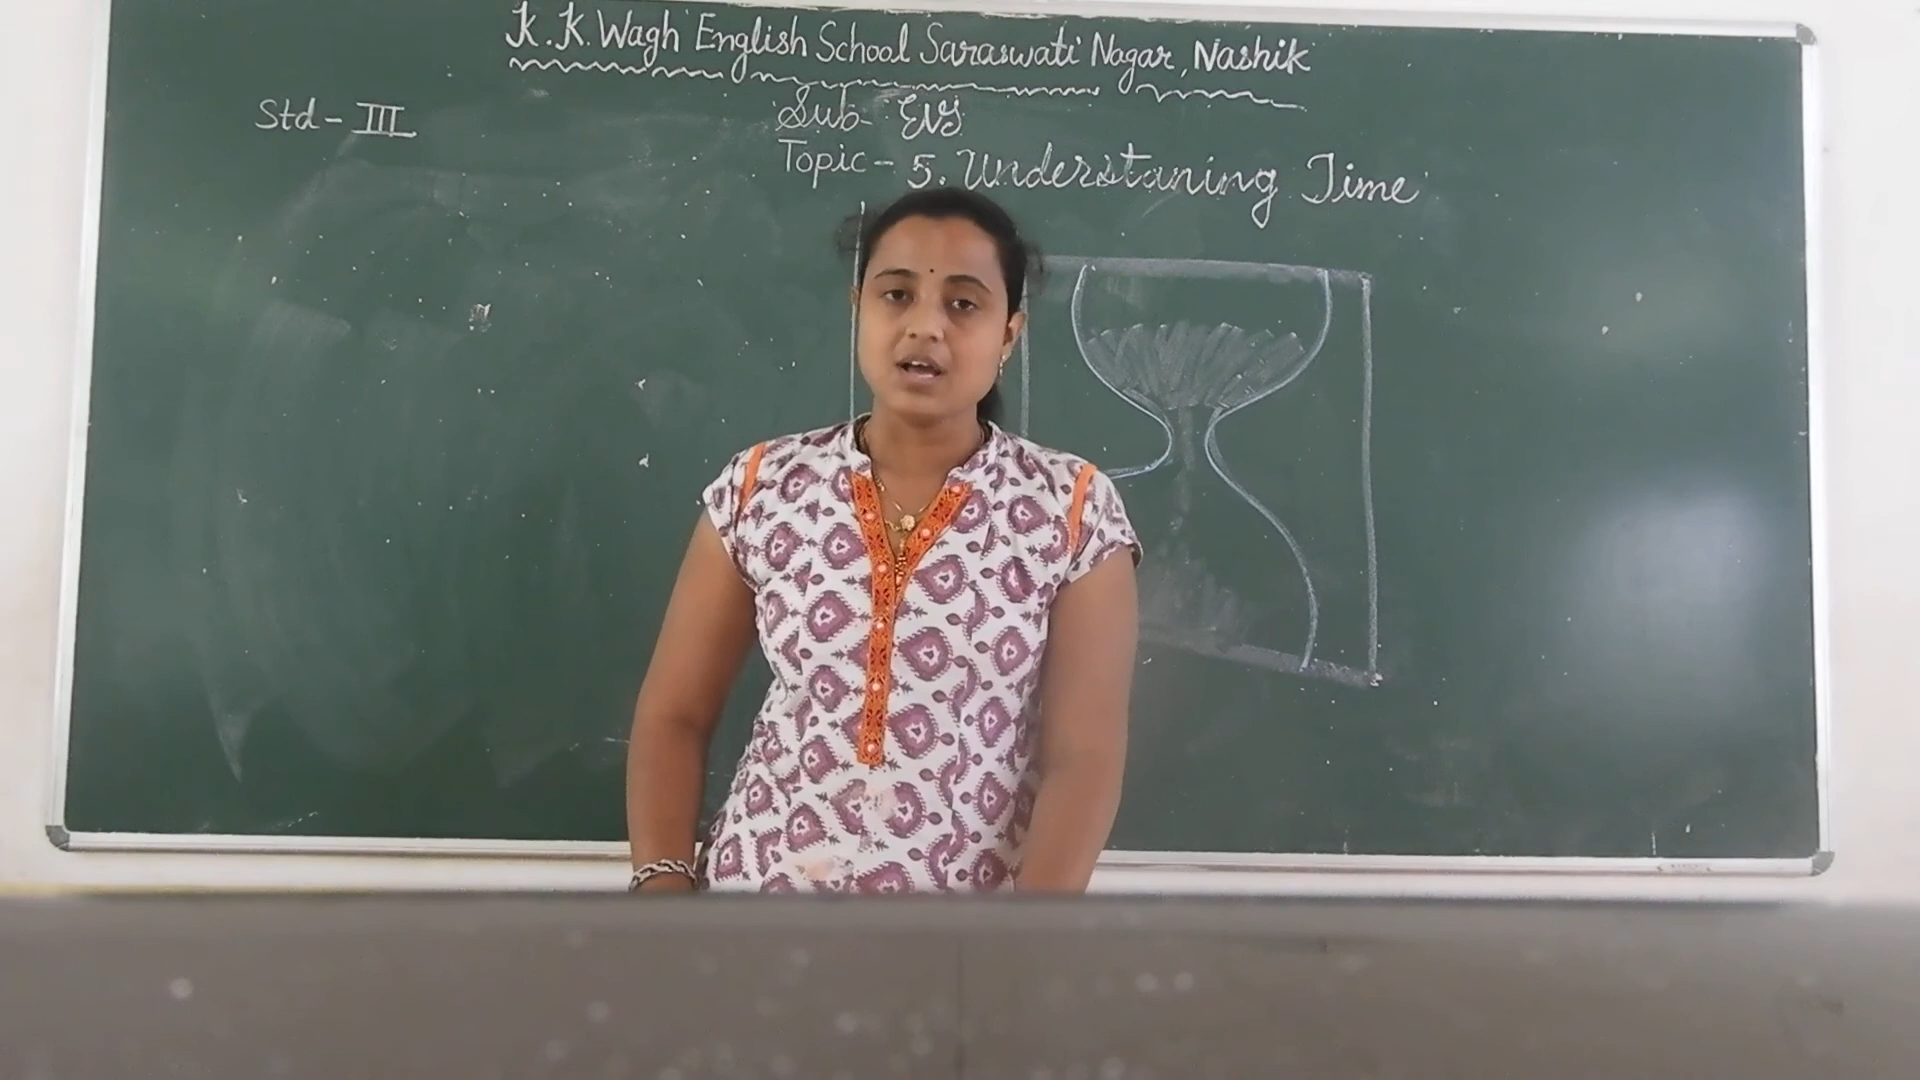 K.K.Wagh English School Saraswati Nagar, Nashik
Std - III
Sub - EVS
Topic - 5. Understaning Time